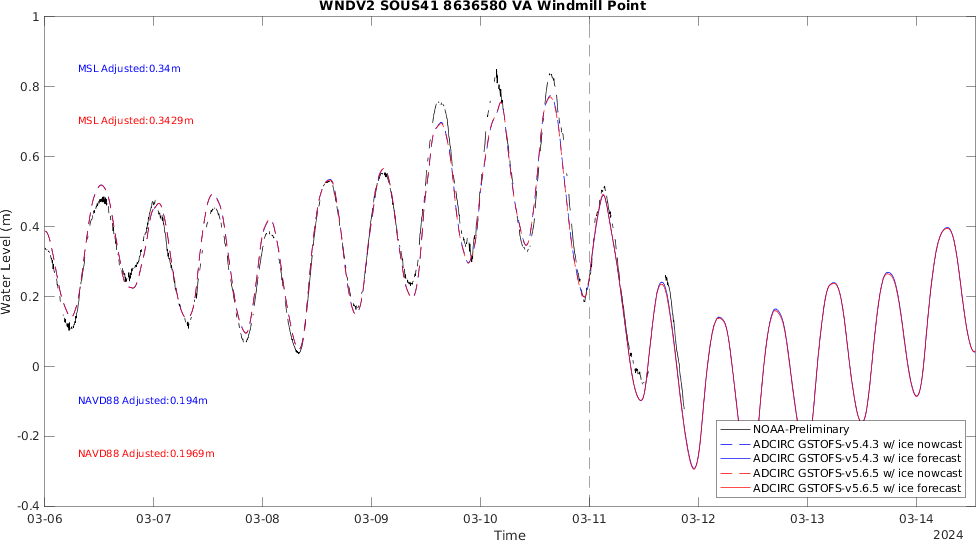 WNDV2 SOUS41 8636580 VA Windmill Point
1
MSL Adjusted:0.34m
0.8
MSL Adjusted:0.3429m
0.6
Water Level (m)
0.4
0.2
0
NAVD88 Adjusted:0.194m
-0.2
NAVD88 Adjusted:0.1969m
NOAA-Preliminary
ADCIRC GSTOFS-v5.4.3 w/ ice nowcast
ADCIRC GSTOFS-v5.4.3 w/ ice forecast
ADCIRC GSTOFS-v5.6.5 w/ ice nowcast
ADCIRC GSTOFS-v5.6.5 w/ ice forecast
-0.4
03-06 03-07 03-08 03-09 03-10 03-11 03-12 03-13 03-14
Time
2024